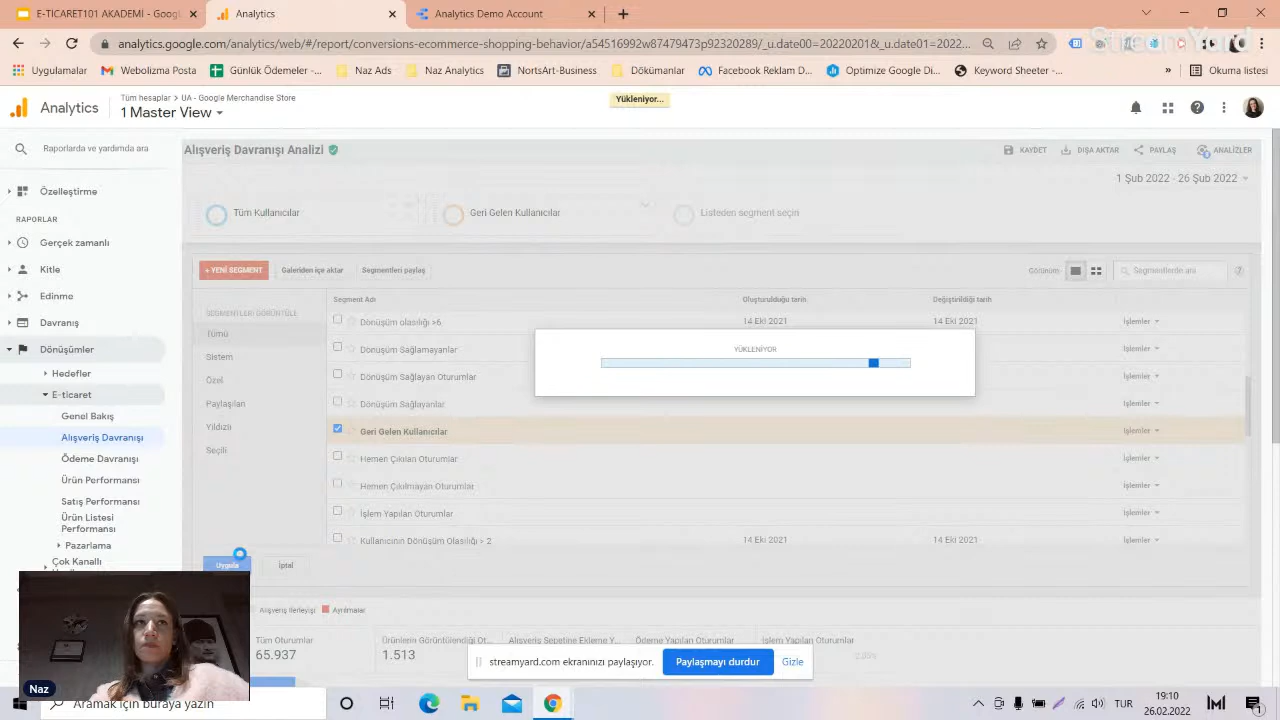 E-TİCARET101 AKADEMİ - Google
Analytics
Analytics Demo Account
analytics.google.com/analytics/web/#/report/conversions-ecommerce-shopping-behavior/a54516992w87479473p92320289/_u.date00=20220201&_u.date01=2022...
StreamYard
Uygulamalar
Webolizma Posta
Günlük Ödemeler -...
Naz Ads
Naz Analytics
NortsArt-Business
Dökümanlar
Facebook Reklam D...
Optimize Google Di...
Keyword Sheeter -...
»
Okuma listesi
Analytics
Tüm hesaplar > UA - Google Merchandise Store
1 Master View
Yükleniyor...
Raporlarda ve yardımda ara
Özelleştirme
RAPORLAR
Gerçek zamanlı
Kitle
Edinme
Davranış
Dönüşümler
Hedefler
E-ticaret
Genel Bakış
Alışveriş Davranışı
Ödeme Davranışı
Ürün Performansı
Satış Performansı
Ürün Listesi
Performansı
Pazarlama
Çok Kanallı
Alışveriş Davranışı Analizi
KAYDET
DIŞA AKTAR
PAYLAŞ
ANALİZLER
1 Şub 2022 - 26 Şub 2022
Tüm Kullanıcılar
Geri Gelen Kullanıcılar
Listeden segment seçin
+ YENİ SEGMENT
Galeriden içe aktar
Segmentleri paylaş
Görünüm
Segmentlerde ara
SEGMENTLERİ GÖRÜNTÜLE
Tümü
Sistem
Özel
Paylaşılan
Yıldızlı
Seçili
Segment Adı
Oluşturulduğu tarih
Değiştirildiği tarih
Dönüşüm olasılığı >6
14 Eki 2021
14 Eki 2021
İşlemler
Dönüşüm Sağlamayanlar
İşlemler
Dönüşüm Sağlayan Oturumlar
İşlemler
Dönüşüm Sağlayanlar
İşlemler
Geri Gelen Kullanıcılar
İşlemler
Hemen Çıkılan Oturumlar
İşlemler
Hemen Çıkılmayan Oturumlar
İşlemler
İşlem Yapılan Oturumlar
İşlemler
Kullanıcının Dönüşüm Olasılığı > 2
14 Eki 2021
14 Eki 2021
İşlemler
YÜKLENİYOR
Uygula
İptal
Alışveriş İlerleyişi
Ayrılmalar
Tüm Oturumlar
65.937
Ürünlerin Görüntülendiği Ot...
1.513
Alışveriş Sepetine Ekleme Y...
Ödeme Yapılan Oturumlar
İşlem Yapılan Oturumlar
streamyard.com ekranınızı paylaşıyor.
Paylaşmayı durdur
Gizle
Naz
Aramak için buraya yazın
TUR
19:10
26.02.2022
1